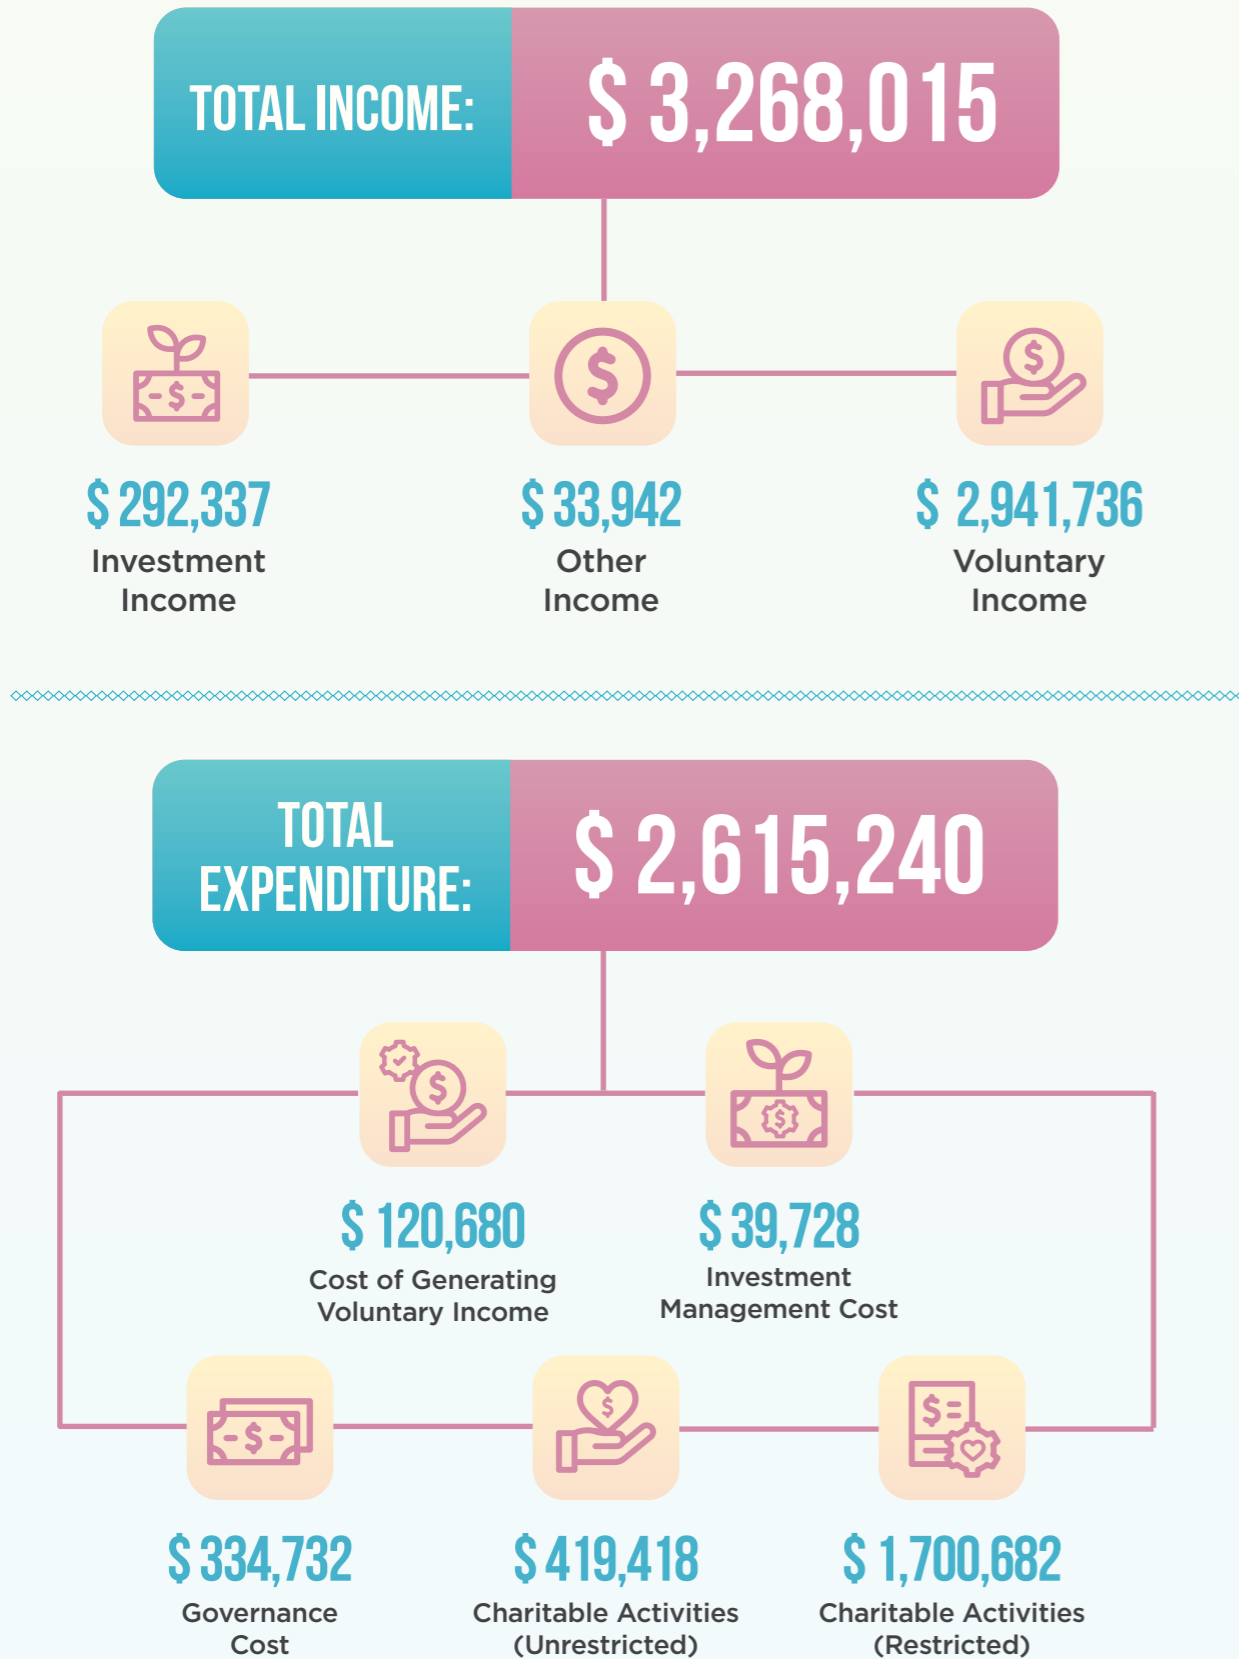 TOTAL INCOME:
$ 3,268,015
$ 292,337
Investment
Income
$ 33,942
Other
Income
$ 2,941,736
Voluntary
Income
TOTAL
EXPENDITURE:
$ 2,615,240
$ 120,680
Cost of Generating
Voluntary Income
$ 39,728
Investment
Management Cost
$ 334,732
Governance
Cost
$ 419,418
Charitable Activities
(Unrestricted)
$ 1,700,682
Charitable Activities
(Restricted)